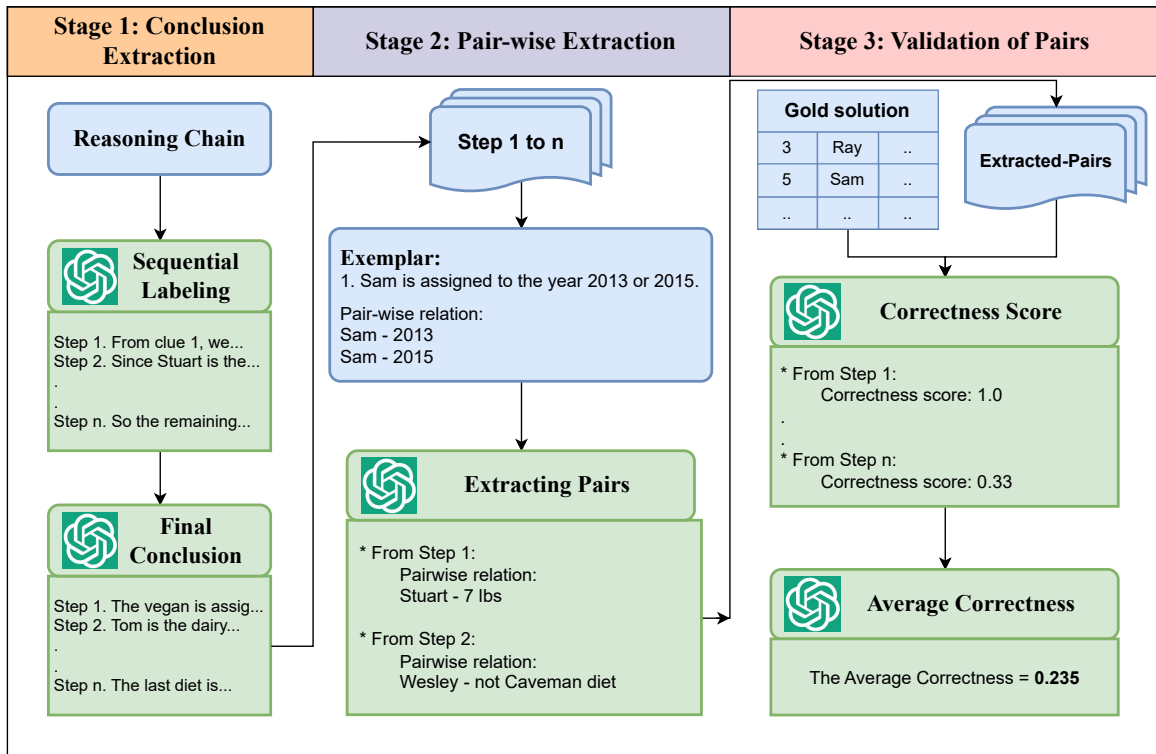 Stage 1: Conclusion
Extraction
Stage 2: Pair-wise Extraction
Stage 3: Validation of Pairs
Reasoning Chain
Sequential
Labeling
Step 1. From clue 1, we...
Step 2. Since Stuart is the...
.
.
Step n. So the remaining...
Final
Conclusion
Step 1. The vegan is assig...
Step 2. Tom is the dairy...
.
.
Step n. The last diet is...
Step 1 to n
Exemplar:
1. Sam is assigned to the year 2013 or 2015.
Pair-wise relation:
Sam - 2013
Sam - 2015
Extracting Pairs
* From Step 1:
Pairwise relation:
Stuart - 7 lbs
* From Step 2:
Pairwise relation:
Wesley - not Caveman diet
Gold solution
3 Ray ..
5 Sam ..
.. .. ..
Extracted-Pairs
Correctness Score
* From Step 1:
Correctness score: 1.0
.
.
* From Step n:
Correctness score: 0.33
Average Correctness
The Average Correctness = 0.235